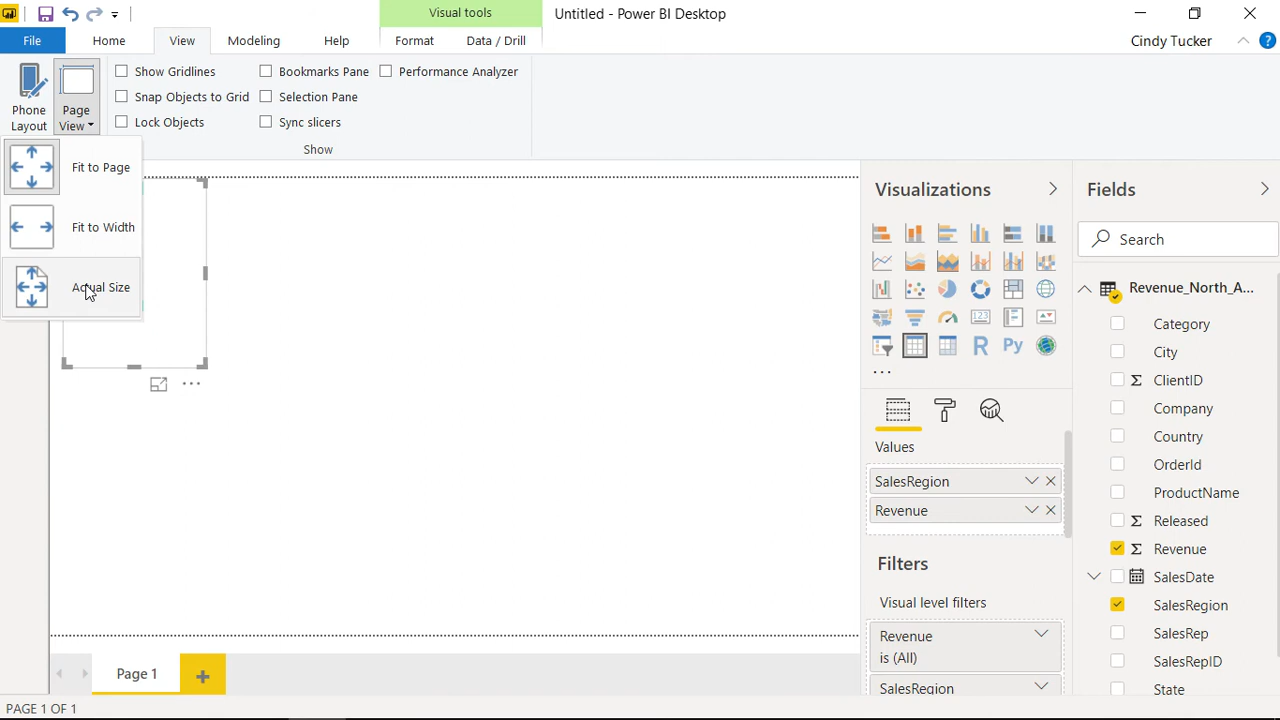 Visual tools
Untitled - Power BI Desktop
File
Home
View
Modeling
Help
Format
Data / Drill
Cindy Tucker
?
Phone
Layout
Page
View
Show Gridlines
Snap Objects to Grid
Lock Objects
Bookmarks Pane
Selection Pane
Sync slicers
Performance Analyzer
Show
Fit to Page
Fit to Width
Actual Size
Visualizations
123
R
Py
Values
SalesRegion
Revenue
Filters
Visual level filters
Revenue
is (All)
SalesRegion
Fields
Search
Revenue_North_A...
Category
City
Σ ClientID
Company
Country
OrderId
ProductName
Σ Released
Σ Revenue
SalesDate
SalesRegion
SalesRep
SalesRepID
State
Page 1
+
PAGE 1 OF 1